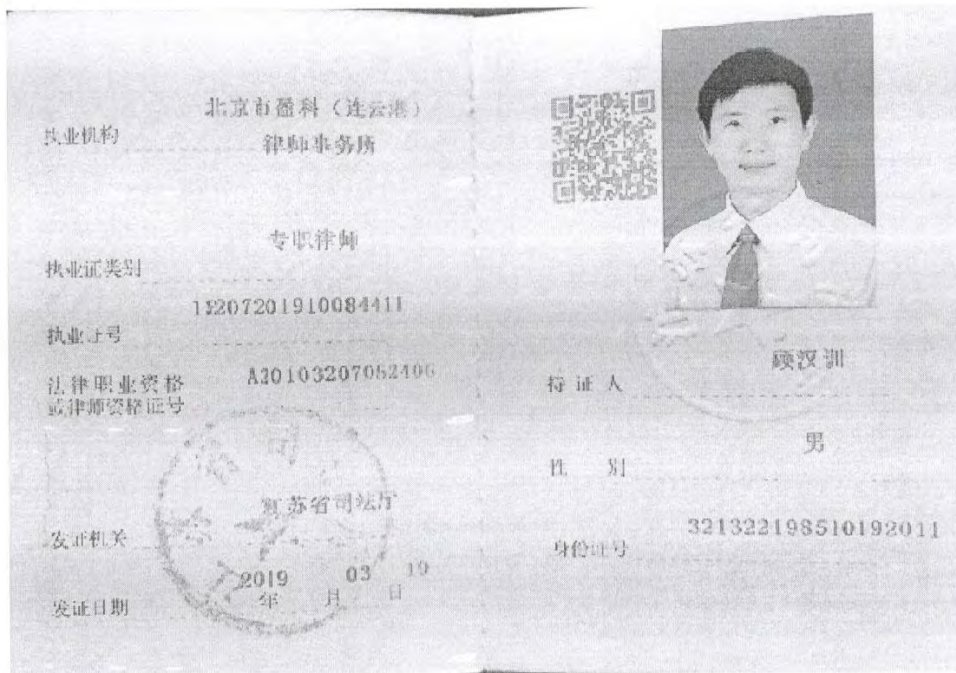 执业机构
北京市盈科（连云港）
律师事务所
专职律师
执业证类别
13207201910084411
执业证号
法律职业资格
或律师资格证号
江苏省司法厅
发证机关
2019 03
年 月 日
发证日期
顾汉训
持证人
男
性 别
321322198510192011
身份证号